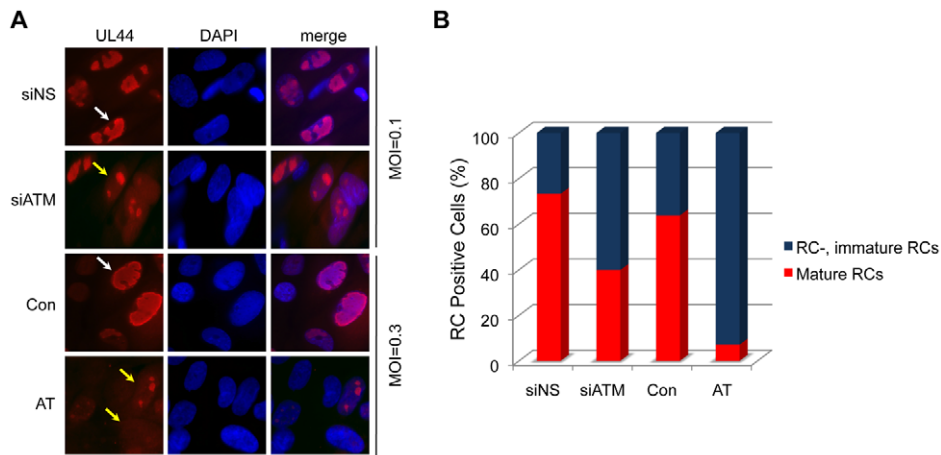 A
UL44 DAPI merge
siNS
siATM
MOI=0.1
Con
AT
MOI=0.3
B
RC Positive Cells (%)
100
80
60
40
20
0
siNS siATM Con AT
RC-, immature RCs
Mature RCs